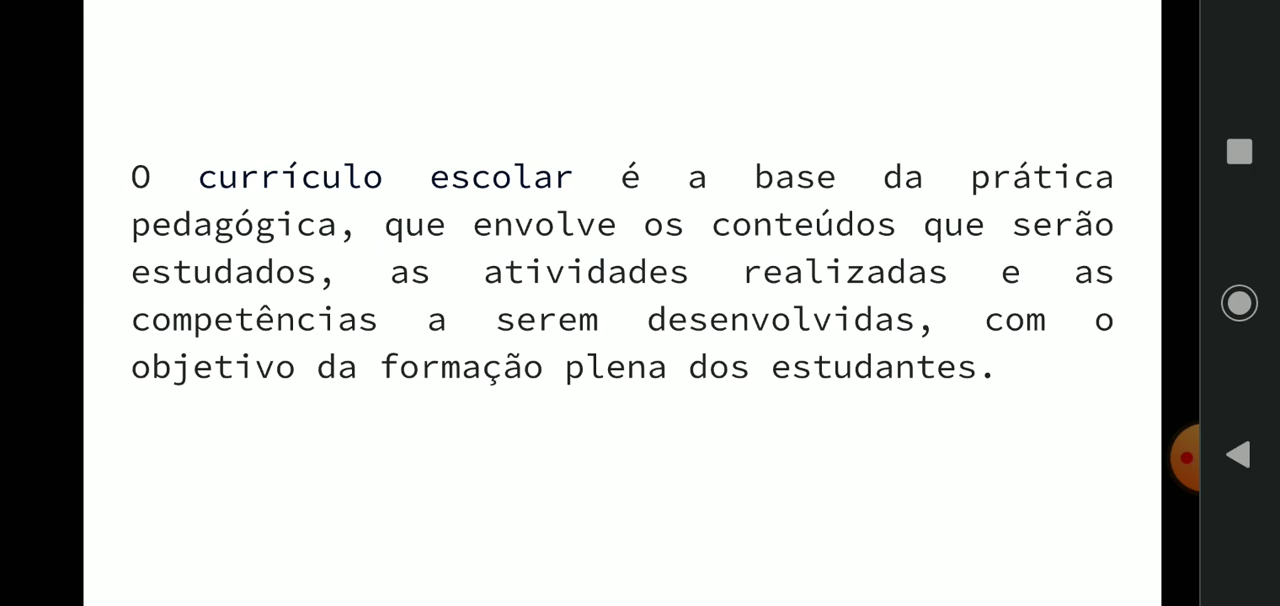 O currículo escolar é a base da prática
pedagógica, que envolve os conteúdos que serão
estudados, as atividades realizadas e as
competências a serem desenvolvidas, com o
objetivo da formação plena dos estudantes.